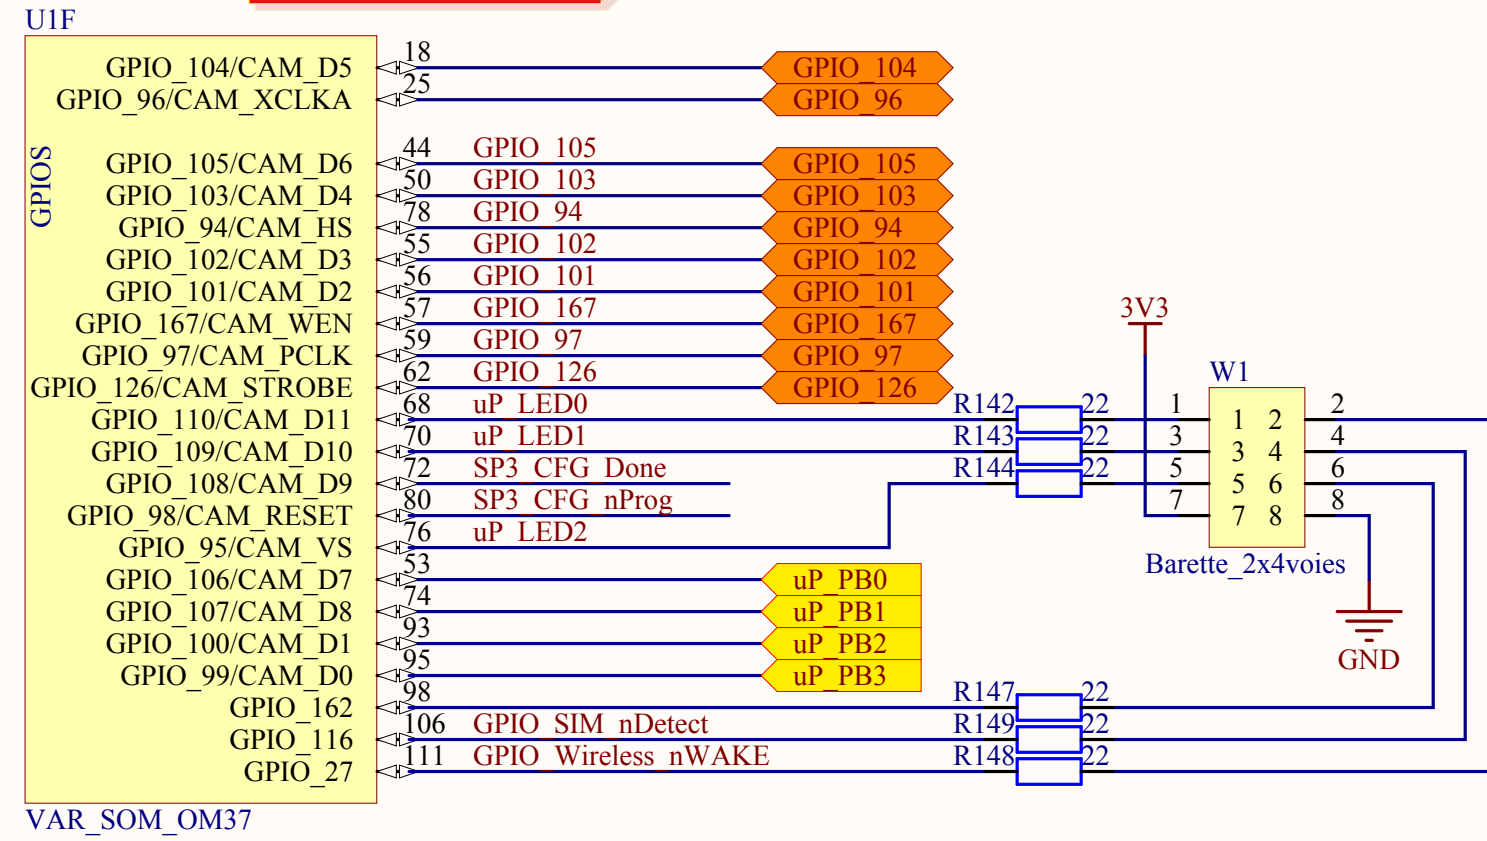 U1F
GPIOS
GPIO_104/CAM_D5 18 GPIO_104
GPIO_96/CAM_XCLKA 25 GPIO_96
GPIO_105/CAM_D6 44 GPIO_105 GPIO_105
GPIO_103/CAM_D4 50 GPIO_103 GPIO_103
GPIO_94/CAM_HS 78 GPIO_94 GPIO_94
GPIO_102/CAM_D3 55 GPIO_102 GPIO_102
GPIO_101/CAM_D2 56 GPIO_101 GPIO_101
GPIO_167/CAM_WEN 57 GPIO_167 GPIO_167
GPIO_97/CAM_PCLK 59 GPIO_97 GPIO_97
GPIO_126/CAM_STROBE 62 GPIO_126 GPIO_126
GPIO_110/CAM_D11 68 uP_LED0 R142 22
GPIO_109/CAM_D10 70 uP_LED1 R143 22
GPIO_108/CAM_D9 72 SP3_CFG_Done R144 22
GPIO_98/CAM_RESET 80 SP3_CFG_nProg
GPIO_95/CAM_VS 76 uP_LED2
GPIO_106/CAM_D7 53 uP_PB0
GPIO_107/CAM_D8 74 uP_PB1
GPIO_100/CAM_D1 93 uP_PB2
GPIO_99/CAM_D0 95 uP_PB3
GPIO_162 98 R147 22
GPIO_116 106 GPIO_SIM_nDetect R149 22
GPIO_27 111 GPIO_Wireless_nWAKE R148 22
VAR_SOM_OM37
3V3
W1
1 1 2 2
3 3 4 4
5 5 6 6
7 7 8 8
Barette_2x4voies
GND